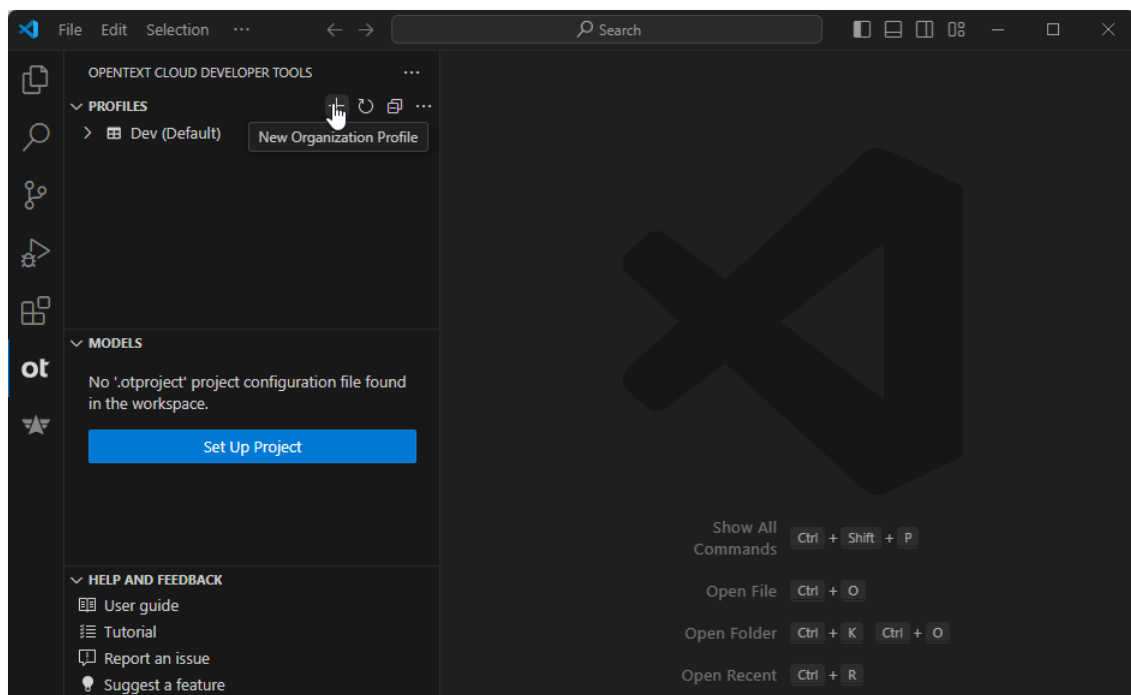 File Edit Selection ··· Search
OPENTEXT CLOUD DEVELOPER TOOLS ···
PROFILES ···
Dev (Default)
New Organization Profile
MODELS
ot
No '.otproject' project configuration file found
in the workspace.
Set Up Project
HELP AND FEEDBACK
User guide
Tutorial
Report an issue
Suggest a feature
Show All
Commands
Ctrl + Shift + P
Open File Ctrl + O
Open Folder Ctrl + K Ctrl + O
Open Recent Ctrl + R